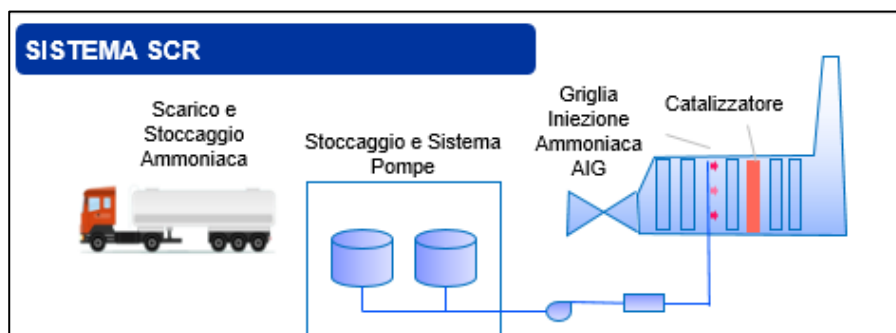 SISTEMA SCR
Scarico e
Stoccaggio
Ammoniaca
Stoccaggio e Sistema
Pompe
Griglia
Iniezione
Ammoniaca
AIG
Catalizzatore